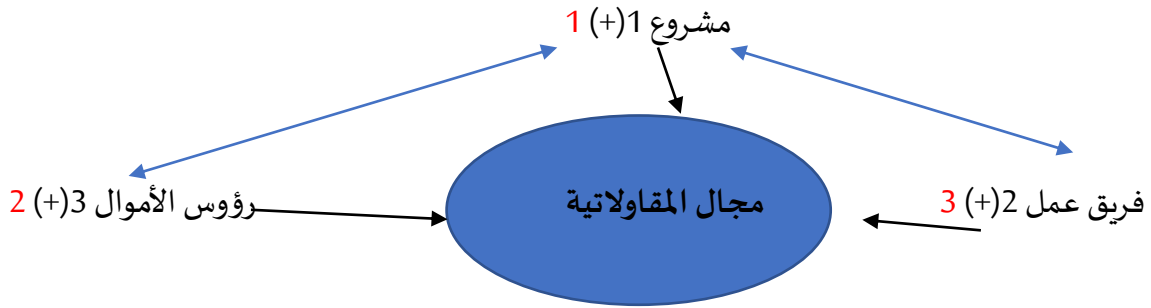 مشروع 1(+) 1
فريق عمل 2(+) 3
مجال المقاولاتية
رؤوس الأموال 3(+) 2